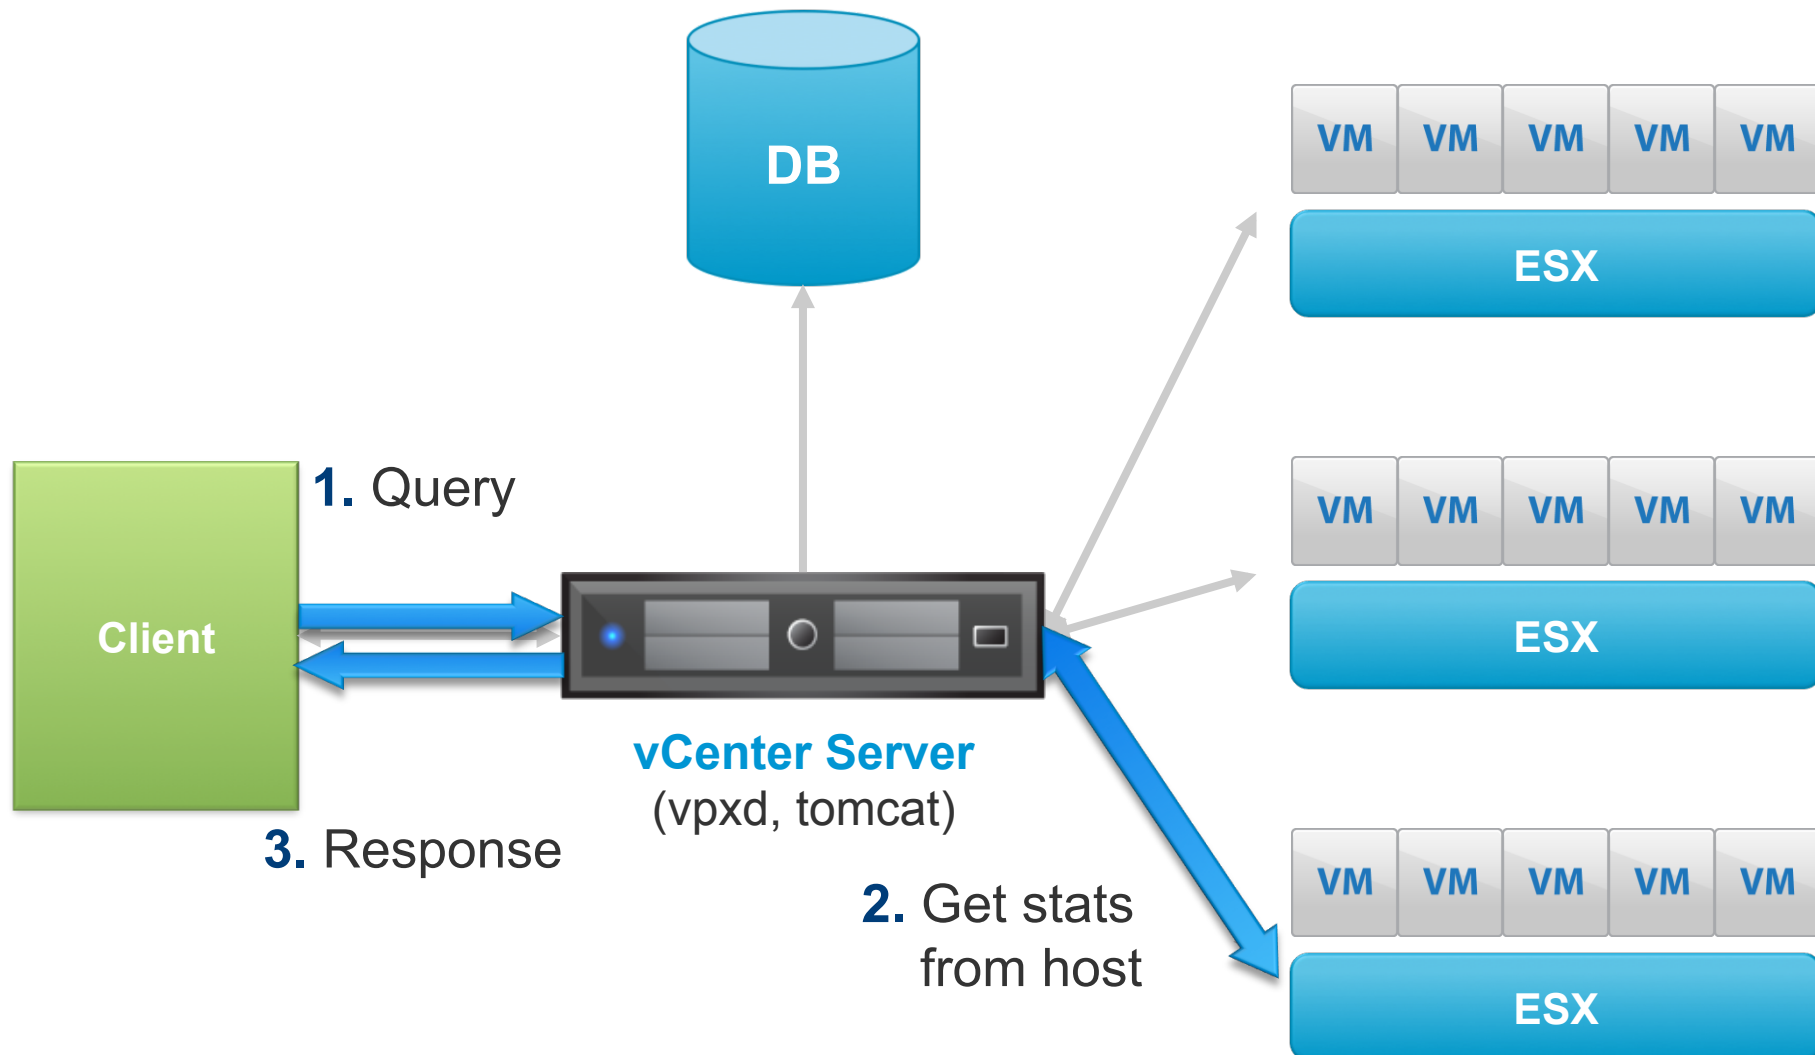 DB
VM VM VM VM VM
ESX
1. Query
Client
VM VM VM VM VM
ESX
vCenter Server
(vpxd, tomcat)
3. Response
2. Get stats
from host
VM VM VM VM VM
ESX